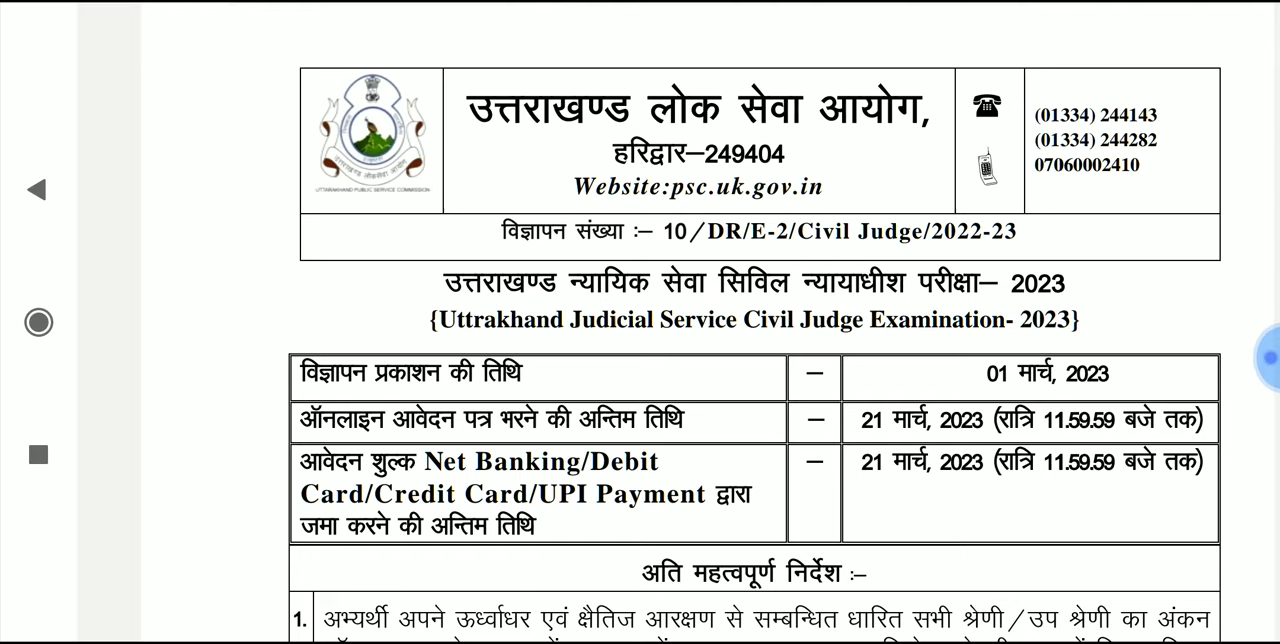 उत्तराखण्ड लोक सेवा आयोग,
हरिद्वार–249404
Website:psc.uk.gov.in
(01334) 244143
(01334) 244282
07060002410
UTTARAKHAND PUBLIC SERVICE COMMISSION
विज्ञापन संख्या :– 10/DR/E-2/Civil Judge/2022-23
उत्तराखण्ड न्यायिक सेवा सिविल न्यायाधीश परीक्षा– 2023
{Uttrakhand Judicial Service Civil Judge Examination- 2023}
विज्ञापन प्रकाशन की तिथि – 01 मार्च, 2023
ऑनलाइन आवेदन पत्र भरने की अन्तिम तिथि – 21 मार्च, 2023 (रात्रि 11.59.59 बजे तक)
आवेदन शुल्क Net Banking/Debit – 21 मार्च, 2023 (रात्रि 11.59.59 बजे तक)
Card/Credit Card/UPI Payment द्वारा
जमा करने की अन्तिम तिथि
अति महत्वपूर्ण निर्देश :–
1. अभ्यर्थी अपने ऊर्ध्वाधर एवं क्षैतिज आरक्षण से सम्बन्धित धारित सभी श्रेणी/उप श्रेणी का अंकन